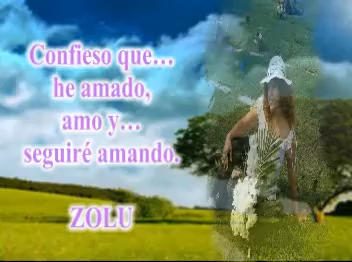 Confieso que...
he amado,
amo y...
seguiré amando.
ZOLU